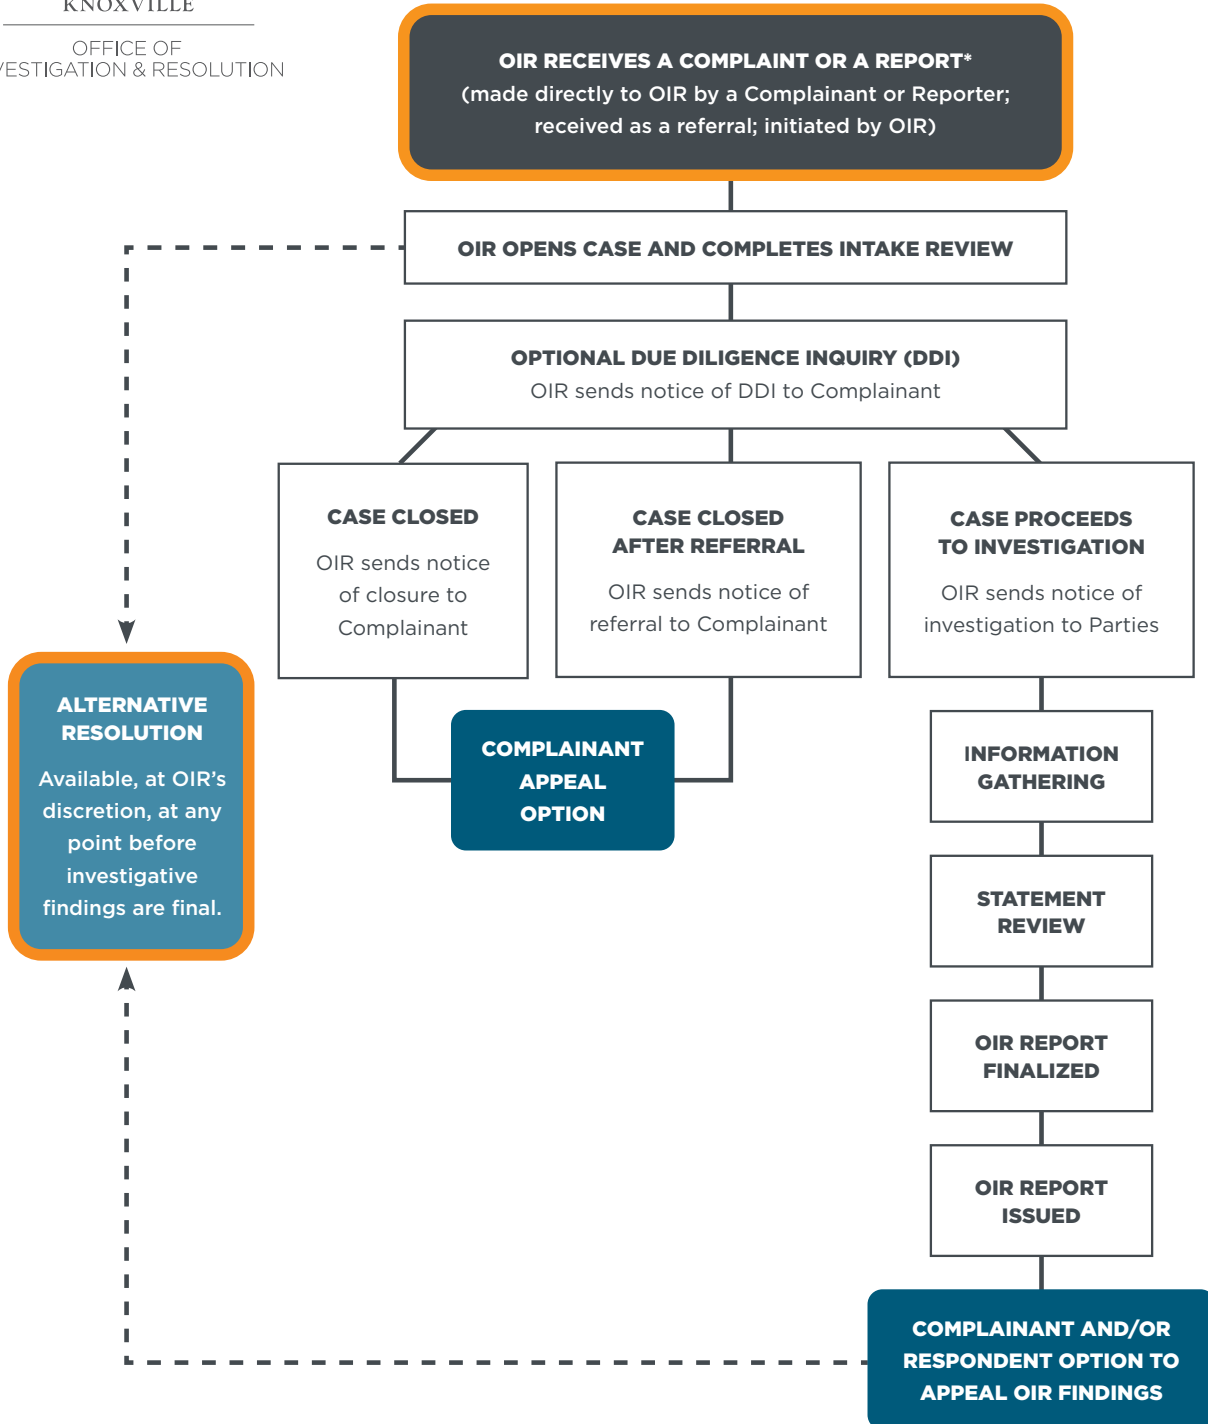 KNOXVILLE
OFFICE OF
VESTIGATION & RESOLUTION
OIR RECEIVES A COMPLAINT OR A REPORT*
(made directly to OIR by a Complainant or Reporter;
received as a referral; initiated by OIR)
OIR OPENS CASE AND COMPLETES INTAKE REVIEW
OPTIONAL DUE DILIGENCE INQUIRY (DDI)
OIR sends notice of DDI to Complainant
CASE CLOSED
OIR sends notice
of closure to
Complainant
CASE CLOSED
AFTER REFERRAL
OIR sends notice of
referral to Complainant
CASE PROCEEDS
TO INVESTIGATION
OIR sends notice of
investigation to Parties
ALTERNATIVE
RESOLUTION
Available, at OIR’s
discretion, at any
point before
investigative
findings are final.
COMPLAINANT
APPEAL
OPTION
INFORMATION
GATHERING
STATEMENT
REVIEW
OIR REPORT
FINALIZED
OIR REPORT
ISSUED
COMPLAINANT AND/OR
RESPONDENT OPTION TO
APPEAL OIR FINDINGS